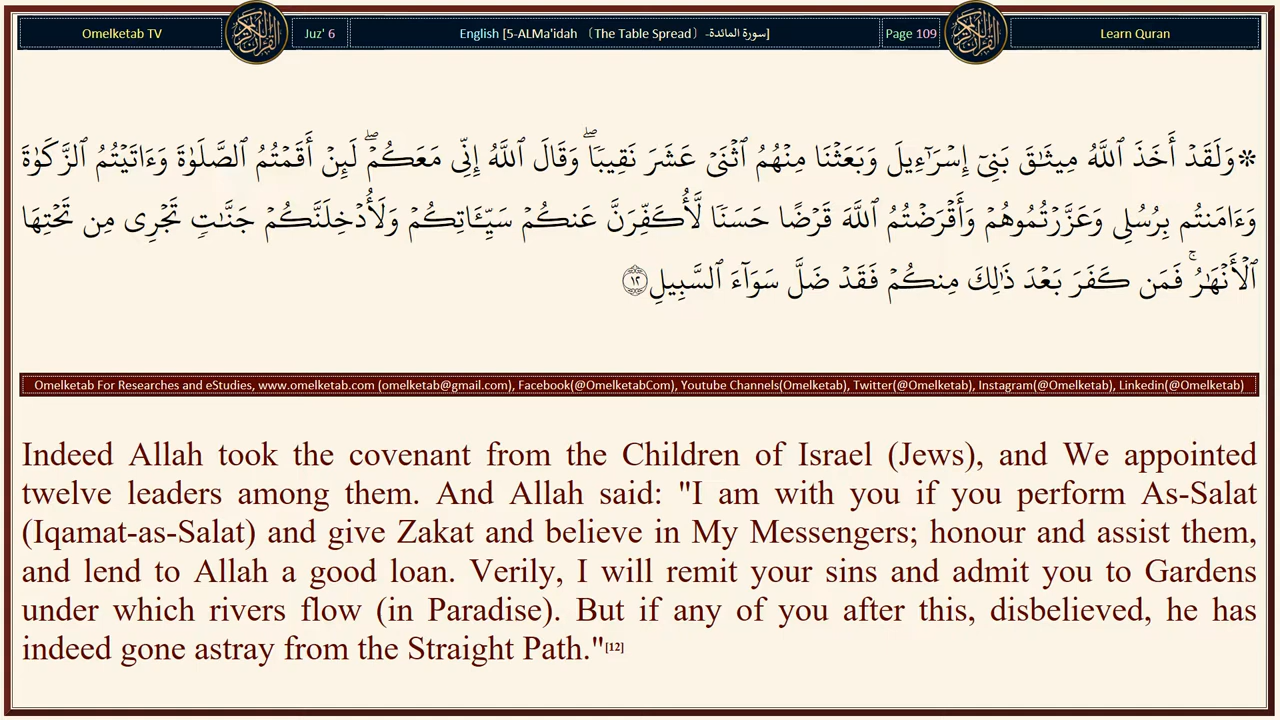 Omelketab TV
Juz' 6
English [5-ALMa'idah (The Table Spread) -سورة المائدة]
Page 109
Learn Quran
۞ وَلَقَدْ أَخَذَ ٱللَّهُ مِيثَٰقَ بَنِىٓ إِسْرَٰٓءِيلَ وَبَعَثْنَا مِنْهُمُ ٱثْنَىْ عَشَرَ نَقِيبًاۖ وَقَالَ ٱللَّهُ إِنِّى مَعَكُمْۖ لَئِنْ أَقَمْتُمُ ٱلصَّلَوٰةَ وَءَاتَيْتُمُ ٱلزَّكَوٰةَ
وَءَامَنتُم بِرُسُلِى وَعَزَّرْتُمُوهُمْ وَأَقْرَضْتُمُ ٱللَّهَ قَرْضًا حَسَنًا لَّأُكَفِّرَنَّ عَنكُمْ سَيِّـَٔاتِكُمْ وَلَأُدْخِلَنَّكُمْ جَنَّٰتٍ تَجْرِى مِن تَحْتِهَا
ٱلْأَنْهَٰرُۚ فَمَن كَفَرَ بَعْدَ ذَٰلِكَ مِنكُمْ فَقَدْ ضَلَّ سَوَآءَ ٱلسَّبِيلِ ١٢
Omelketab For Researches and eStudies, www.omelketab.com (omelketab@gmail.com), Facebook(@OmelketabCom), Youtube Channels(Omelketab), Twitter(@Omelketab), Instagram(@Omelketab), Linkedin(@Omelketab)
Indeed Allah took the covenant from the Children of Israel (Jews), and We appointed
twelve leaders among them. And Allah said: "I am with you if you perform As-Salat
(Iqamat-as-Salat) and give Zakat and believe in My Messengers; honour and assist them,
and lend to Allah a good loan. Verily, I will remit your sins and admit you to Gardens
under which rivers flow (in Paradise). But if any of you after this, disbelieved, he has
indeed gone astray from the Straight Path."[12]